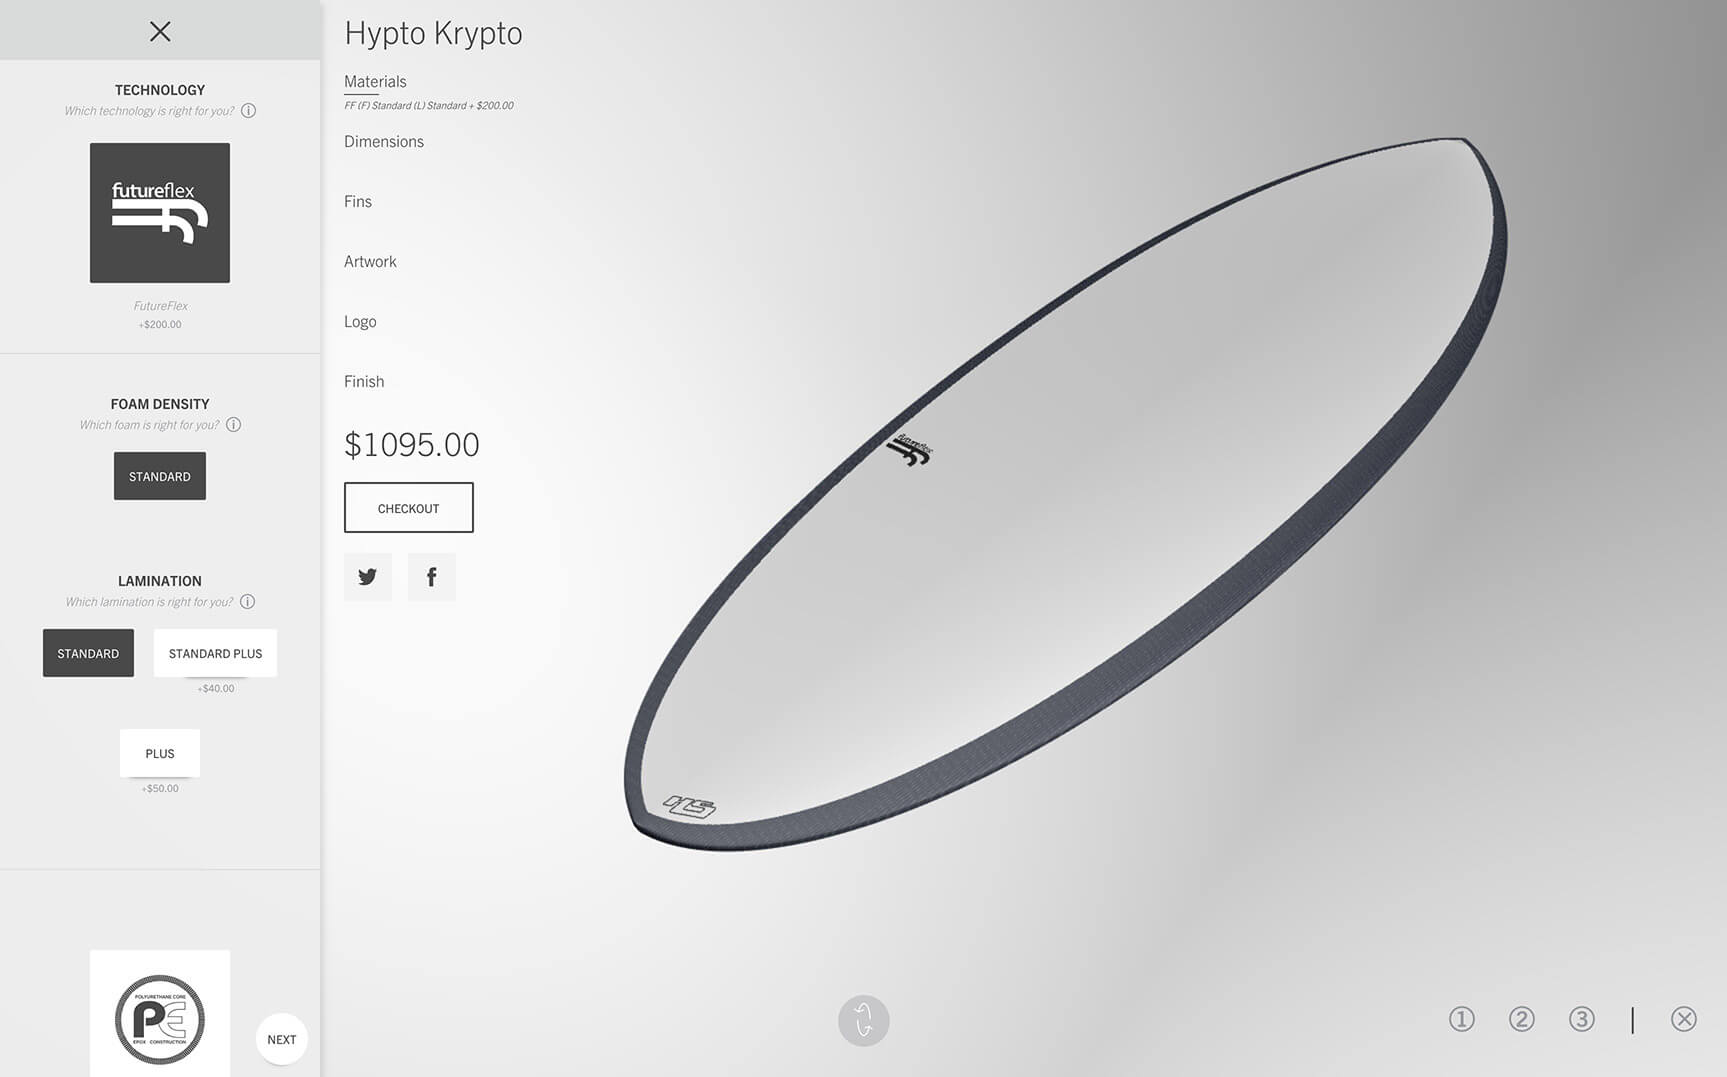 TECHNOLOGY
Which technology is right for you?
futureflex
FutureFlex
+$200.00
FOAM DENSITY
Which foam is right for you?
STANDARD
LAMINATION
Which lamination is right for you?
STANDARD
STANDARD PLUS
+$40.00
PLUS
+$50.00
POLYURETHANE CORE
PE
EPOX CONSTRUCTION
NEXT
Hypto Krypto
Materials
FF (F) Standard (L) Standard + $200.00
Dimensions
Fins
Artwork
Logo
Finish
$1095.00
CHECKOUT
futureflex
HS
1 2 3